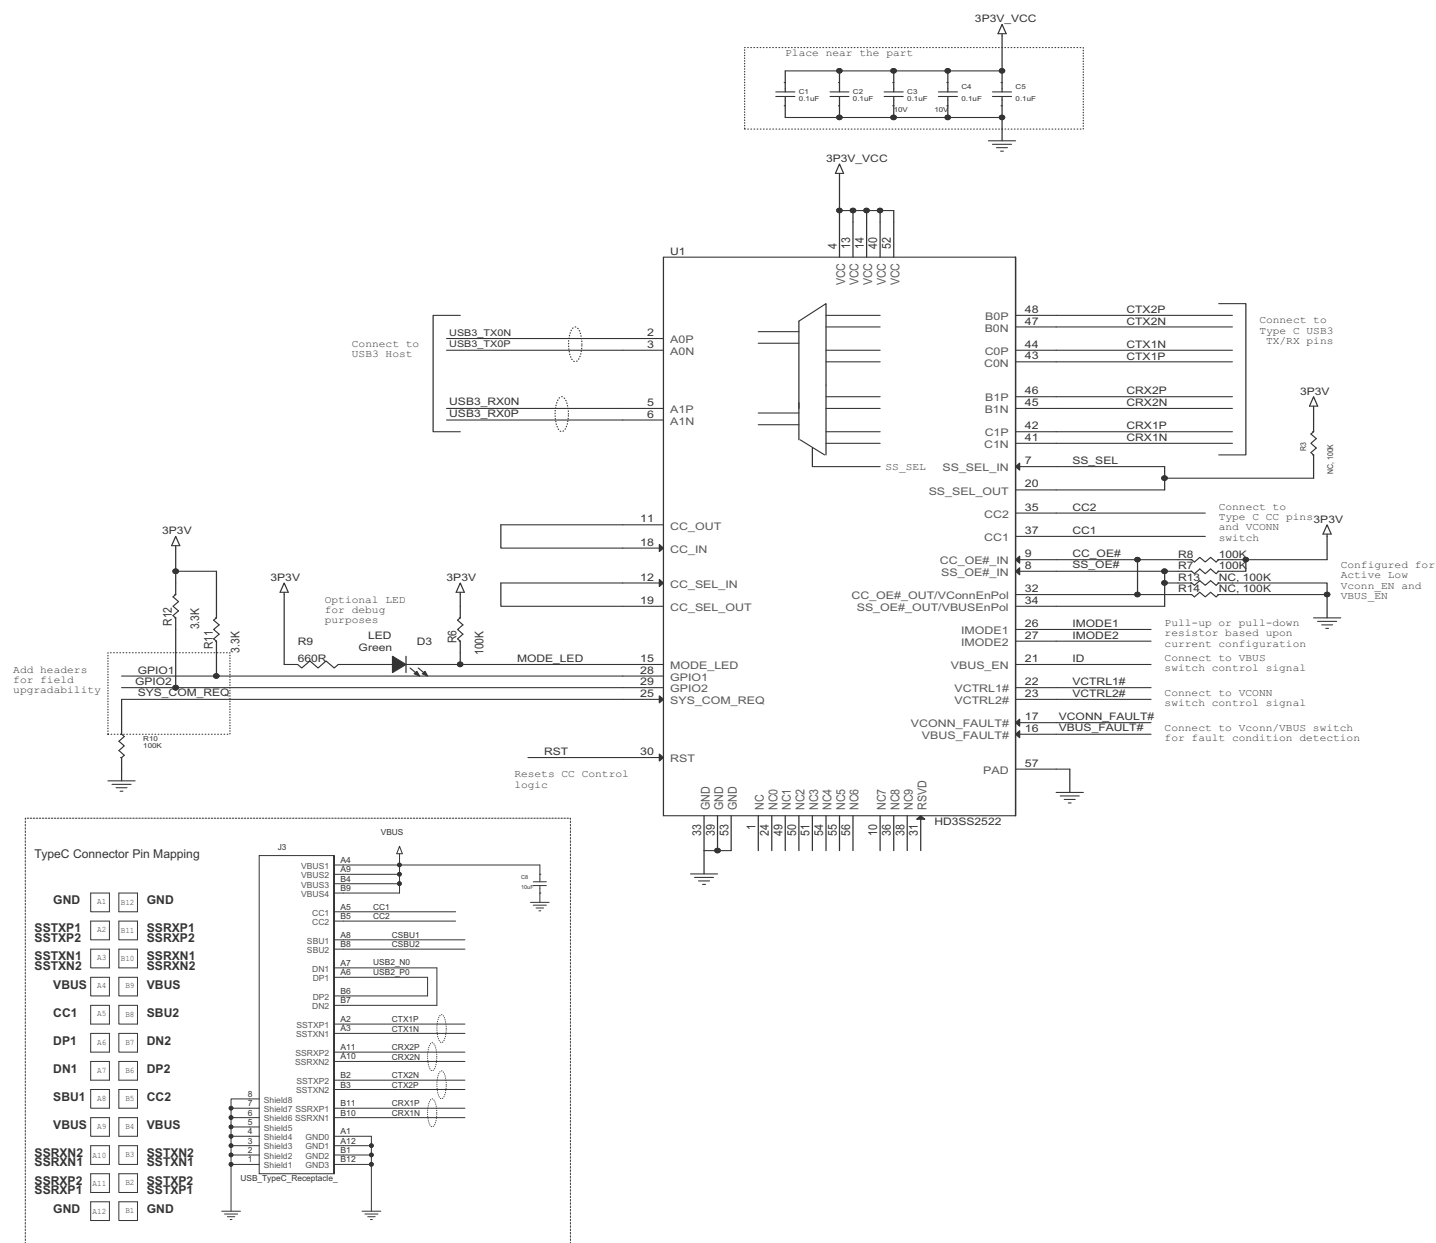 3P3V_VCC
Place near the part
C1
0.1uF
C2
0.1uF
C3
0.1uF
10V
C4
0.1uF
10V
C5
0.1uF
3P3V_VCC
4
13
14
40
52
U1
VCC
VCC
VCC
VCC
VCC
Connect to
USB3 Host
USB3_TX0N
2
A0P
USB3_TX0P
3
A0N
USB3_RX0N
5
A1P
USB3_RX0P
6
A1N
B0P
48
CTX2P
B0N
47
CTX2N
C0P
44
CTX1N
C0N
43
CTX1P
B1P
46
CRX2P
B1N
45
CRX2N
C1P
42
CRX1P
C1N
41
CRX1N
Connect to
Type C USB3
TX/RX pins
3P3V
R3
NC, 100K
SS_SEL
SS_SEL_IN
7
SS_SEL
SS_SEL_OUT
20
11
CC_OUT
18
CC_IN
12
CC_SEL_IN
19
CC_SEL_OUT
CC2
35
CC2
CC1
37
CC1
Connect to
Type C CC pins
and VCONN
switch
3P3V
CC_OE#_IN
9
CC_OE#
R8
100K
SS_OE#_IN
8
SS_OE#
R7
100K
R13
NC, 100K
CC_OE#_OUT/VConnEnPol
32
R14
NC, 100K
SS_OE#_OUT/VBUSEnPol
34
Configured for
Active Low
Vconn_EN and
VBUS_EN
IMODE1
26
IMODE1
IMODE2
27
IMODE2
Pull-up or pull-down
resistor based upon
current configuration
VBUS_EN
21
ID
Connect to VBUS
switch control signal
VCTRL1#
22
VCTRL1#
VCTRL2#
23
VCTRL2#
Connect to VCONN
switch control signal
VCONN_FAULT#
17
VCONN_FAULT#
VBUS_FAULT#
16
VBUS_FAULT#
Connect to Vconn/VBUS switch
for fault condition detection
PAD
57
3P3V
R12
3.3K
R11
3.3K
3P3V
Optional LED
for debug
purposes
LED
Green
D3
R9
660R
3P3V
R6
100K
MODE_LED
15
MODE_LED
Add headers
for field
upgradability
GPIO1
28
GPIO1
GPIO2
29
GPIO2
SYS_COM_REQ
25
SYS_COM_REQ
R10
100K
RST
30
RST
Resets CC Control
logic
GND
GND
GND
NC
NC0
NC1
NC2
NC3
NC4
NC5
NC6
NC7
NC8
NC9
RSVD
33
39
53
1
24
49
50
51
54
55
56
10
36
38
31
HD3SS2522
TypeC Connector Pin Mapping
GND A1 B12 GND
SSTXP1 A2 B11 SSRXP1
SSTXP2 SSRXP2
SSTXN1 A3 B10 SSRXN1
SSTXN2 SSRXN2
VBUS A4 B9 VBUS
CC1 A5 B8 SBU2
DP1 A6 B7 DN2
DN1 A7 B6 DP2
SBU1 A8 B5 CC2
VBUS A9 B4 VBUS
SSRXN2 A10 B3 SSTXN2
SSRXN1 SSTXN1
SSRXP2 A11 B2 SSTXP2
SSRXP1 SSTXP1
GND A12 B1 GND
J3
VBUS
VBUS1
A4
VBUS2
A9
VBUS3
B4
VBUS4
B9
C8
10uF
CC1
A5
CC1
CC2
B5
CC2
SBU1
A8
CSBU1
SBU2
B8
CSBU2
DN1
A7
USB2_N0
DP1
A6
USB2_P0
DP2
B6
DN2
B7
SSTXP1
A2
CTX1P
SSTXN1
A3
CTX1N
SSRXP2
A11
CRX2P
SSRXN2
A10
CRX2N
SSTXP2
B2
CTX2N
SSTXN2
B3
CTX2P
SSRXP1
B11
CRX1P
SSRXN1
B10
CRX1N
8
Shield8
7
Shield7
6
Shield6
5
Shield5
4
Shield4
3
Shield3
2
Shield2
1
Shield1
GND0
A1
GND1
A12
GND2
B1
GND3
B12
USB_TypeC_Receptacle_